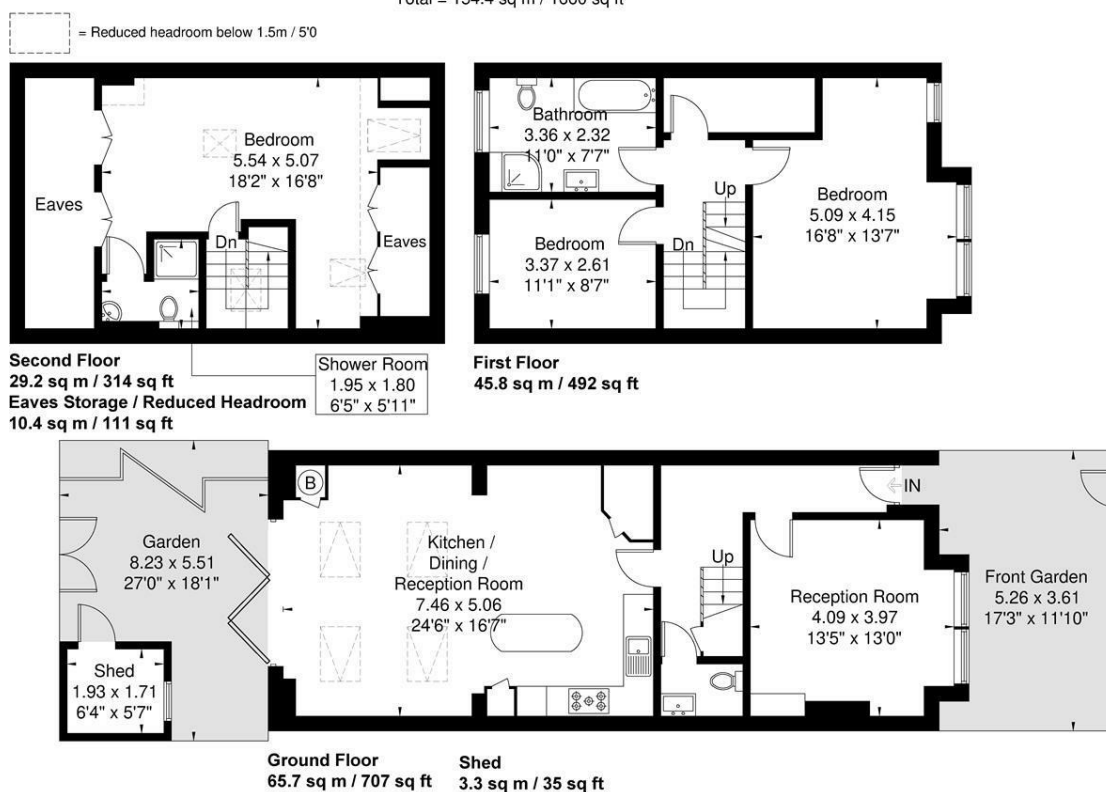 Total = 154.4 sq m / 1660 sq ft
= Reduced headroom below 1.5m / 5'0
Bedroom
5.54 x 5.07
18'2" x 16'8"
Eaves
Eaves
Dn
Second Floor
29.2 sq m / 314 sq ft
Eaves Storage / Reduced Headroom
10.4 sq m / 111 sq ft
Shower Room
1.95 x 1.80
6'5" x 5'11"
Bathroom
3.36 x 2.32
11'0" x 7'7"
Up
Bedroom
5.09 x 4.15
16'8" x 13'7"
Bedroom
3.37 x 2.61
11'1" x 8'7"
Dn
First Floor
45.8 sq m / 492 sq ft
B
IN
Garden
8.23 x 5.51
27'0" x 18'1"
Kitchen /
Dining /
Reception Room
7.46 x 5.06
24'6" x 16'7"
Up
Reception Room
4.09 x 3.97
13'5" x 13'0"
Front Garden
5.26 x 3.61
17'3" x 11'10"
Shed
1.93 x 1.71
6'4" x 5'7"
Ground Floor
65.7 sq m / 707 sq ft
Shed
3.3 sq m / 35 sq ft